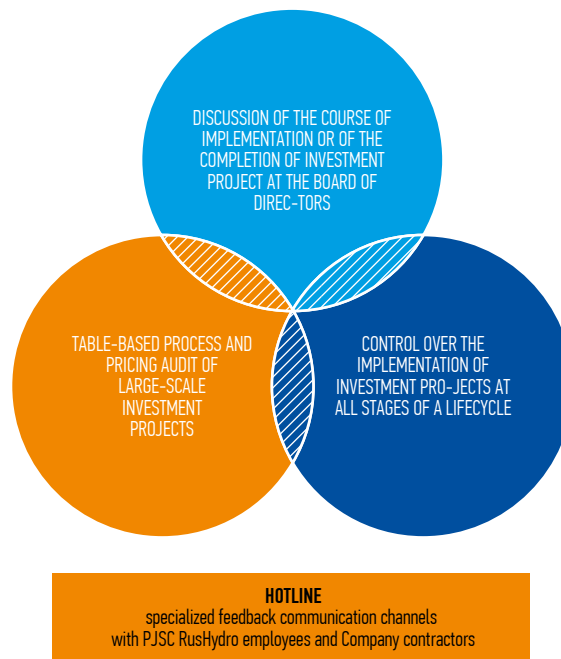 DISCUSSION OF THE COURSE OF
IMPLEMENTATION OR OF THE
COMPLETION OF INVESTMENT
PROJECT AT THE BOARD OF
DIREC-TORS
TABLE-BASED PROCESS AND
PRICING AUDIT OF
LARGE-SCALE
INVESTMENT
PROJECTS
CONTROL OVER THE
IMPLEMENTATION OF
INVESTMENT PRO-JECTS AT
ALL STAGES OF A LIFECYCLE
HOTLINE
specialized feedback communication channels
with PJSC RusHydro employees and Company contractors